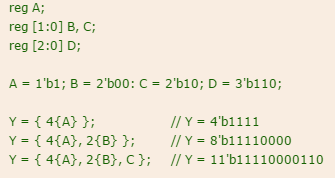 reg A;
reg [1:0] B, C;
reg [2:0] D;
A = 1'b1; B = 2'b00: C = 2'b10; D = 3'b110;
Y = { 4{A} }; // Y = 4'b1111
Y = { 4{A}, 2{B} }; // Y = 8'b11110000
Y = { 4{A}, 2{B}, C }; // Y = 11'b11110000110